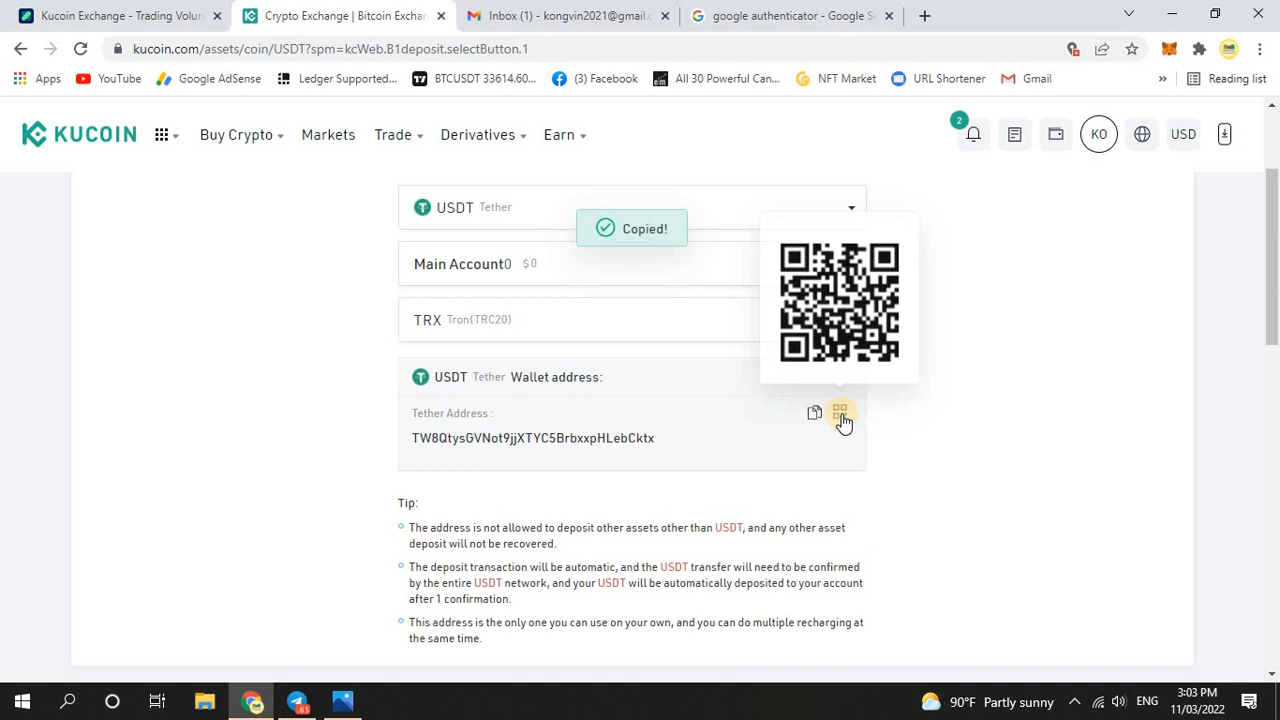 Kucoin Exchange - Trading Volum
Crypto Exchange | Bitcoin Exchan
Inbox (1) - kongvin2021@gmail.c
google authenticator - Google Se
kucoin.com/assets/coin/USDT?spm=kcWeb.B1deposit.selectButton.1
Apps
YouTube
Google AdSense
Ledger Supported...
BTCUSDT 33614.60...
(3) Facebook
All 30 Powerful Can...
NFT Market
URL Shortener
Gmail
»
Reading list
KUCOIN
Buy Crypto
Markets
Trade
Derivatives
Earn
2
KO
USD
USDT Tether
Copied!
Main Account0 $0
TRX Tron(TRC20)
USDT Tether Wallet address:
Tether Address :
TW8QtysGVNot9jjXTYC5BrbxxpHLebCktx
Tip:
The address is not allowed to deposit other assets other than USDT, and any other asset
deposit will not be recovered.
The deposit transaction will be automatic, and the USDT transfer will need to be confirmed
by the entire USDT network, and your USDT will be automatically deposited to your account
after 1 confirmation.
This address is the only one you can use on your own, and you can do multiple recharging at
the same time.
.65
90°F Partly sunny
ENG
3:03 PM
11/03/2022